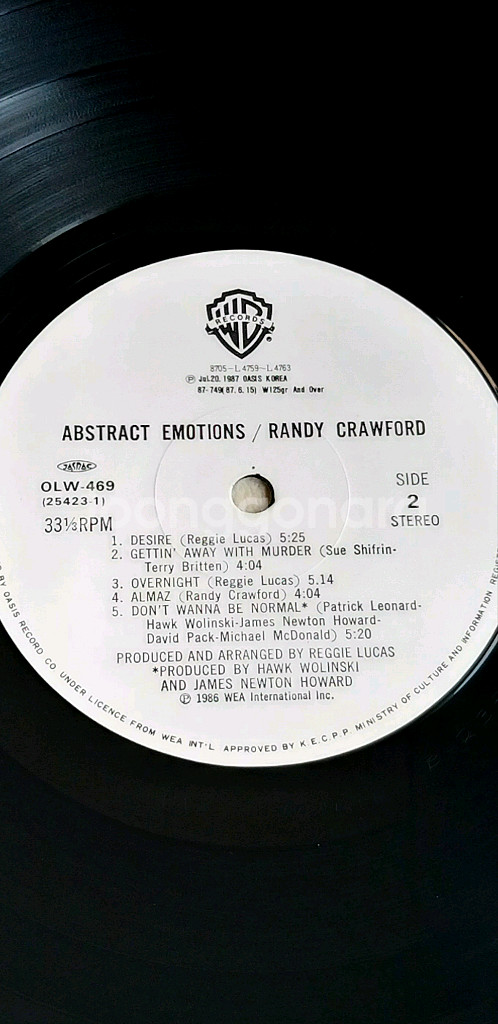 WB RECORDS
8705-L.4759~L.4763
Ⓟ Jul.20. 1987 OASIS KOREA
87-749(87.6.15) W125gr And Over
ABSTRACT EMOTIONS / RANDY CRAWFORD
OLW-469
(25423-1)
33⅓RPM
SIDE
2
STEREO
1. DESIRE (Reggie Lucas) 5:25
2. GETTIN' AWAY WITH MURDER (Sue Shifrin-
Terry Britten) 4:04
3. OVERNIGHT (Reggie Lucas) 5.14
4. ALMAZ (Randy Crawford) 4:04
5. DON'T WANNA BE NORMAL* (Patrick Leonard-
Hawk Wolinski-James Newton Howard-
David Pack-Michael McDonald) 5:20
PRODUCED AND ARRANGED BY REGGIE LUCAS
*PRODUCED BY HAWK WOLINSKI
AND JAMES NEWTON HOWARD
Ⓟ 1986 WEA International Inc.
BY OASIS RECORD CO UNDER LICENCE FROM WEA INT'L APPROVED BY K.E.C.P.P. MINISTRY OF CULTURE AND INFORMATION